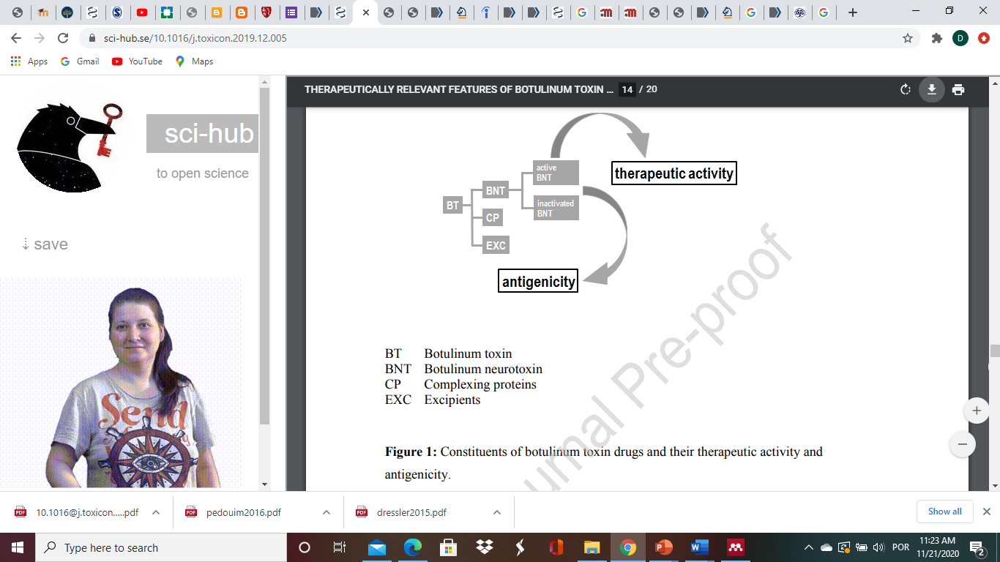 sci-hub.se/10.1016/j.toxicon.2019.12.005
D
Apps
Gmail
YouTube
Maps
sci-hub
to open science
⇣ save
Send
THERAPEUTICALLY RELEVANT FEATURES OF BOTULINUM TOXIN ... 14 / 20
BT
BNT
CP
EXC
active
BNT
inactivated
BNT
therapeutic activity
antigenicity
BT Botulinum toxin
BNT Botulinum neurotoxin
CP Complexing proteins
EXC Excipients
Figure 1: Constituents of botulinum toxin drugs and their therapeutic activity and
antigenicity.
urnal Pre-proof
10.1016@j.toxicon.....pdf
pedouim2016.pdf
dressler2015.pdf
Show all
Type here to search
POR
11:23 AM
11/21/2020
2